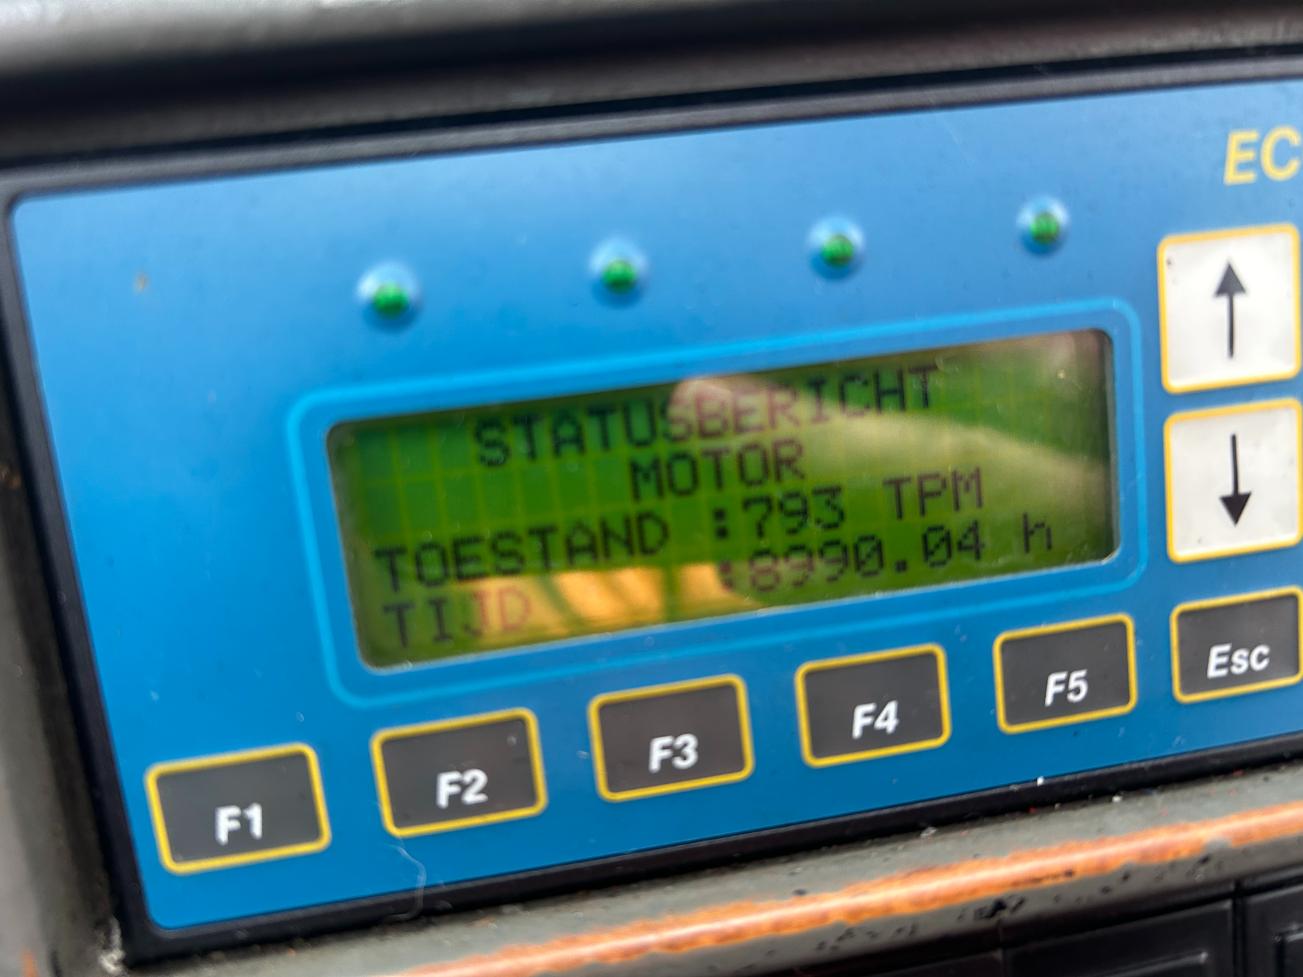 EC
STATUSBERICHT
MOTOR
TOESTAND :793 TPM
TIJD :8990.04 h
F1 F2 F3 F4 F5 Esc